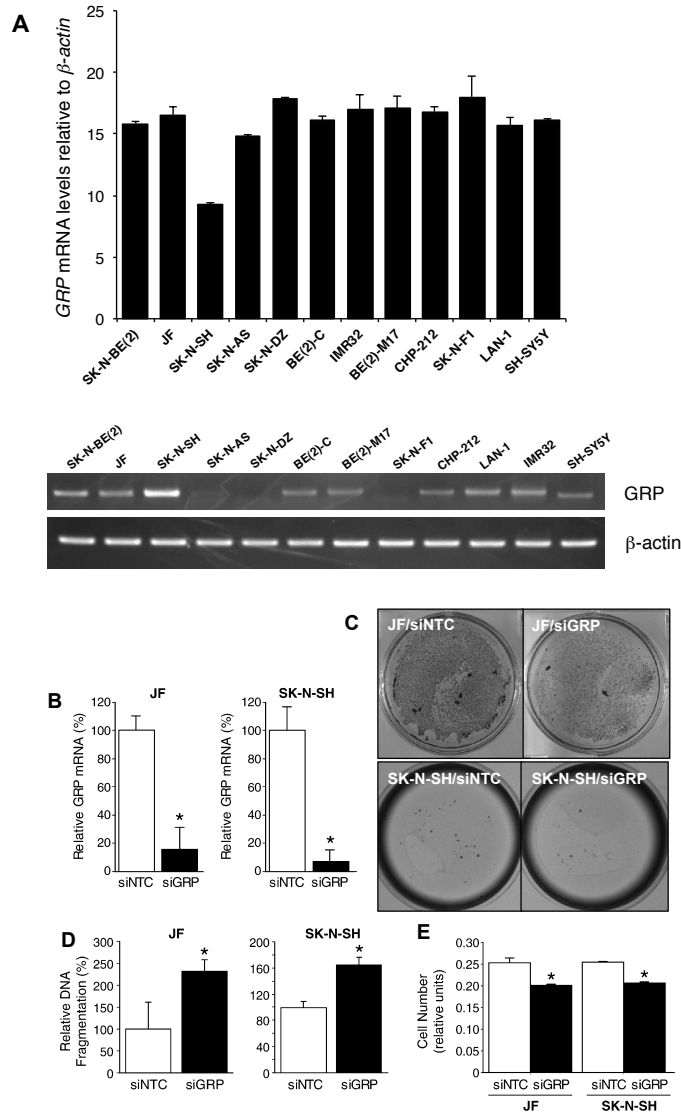 A
GRP mRNA levels relative to β-actin
25
20
15
10
5
0
SK-N-BE(2)
JF
SK-N-SH
SK-N-AS
SK-N-DZ
BE(2)-C
IMR32
BE(2)-M17
CHP-212
SK-N-F1
LAN-1
SH-SY5Y
SK-N-BE(2)
JF
SK-N-SH
SK-N-AS
SK-N-DZ
BE(2)-C
BE(2)-M17
SK-N-F1
CHP-212
LAN-1
IMR32
SH-SY5Y
GRP
β-actin
B
JF
Relative GRP mRNA (%)
120
100
80
60
40
20
0
*
siNTC siGRP
SK-N-SH
Relative GRP mRNA (%)
120
100
80
60
40
20
0
*
siNTC siGRP
C
JF/siNTC
JF/siGRP
SK-N-SH/siNTC
SK-N-SH/siGRP
D
JF
Relative DNA
Fragmentation (%)
300
250
200
150
100
50
0
*
siNTC siGRP
SK-N-SH
200
160
120
80
40
0
*
siNTC siGRP
E
Cell Number
(relative units)
0.30
0.25
0.20
0.15
0.10
0.05
0.00
*
*
siNTC siGRP siNTC siGRP
JF SK-N-SH